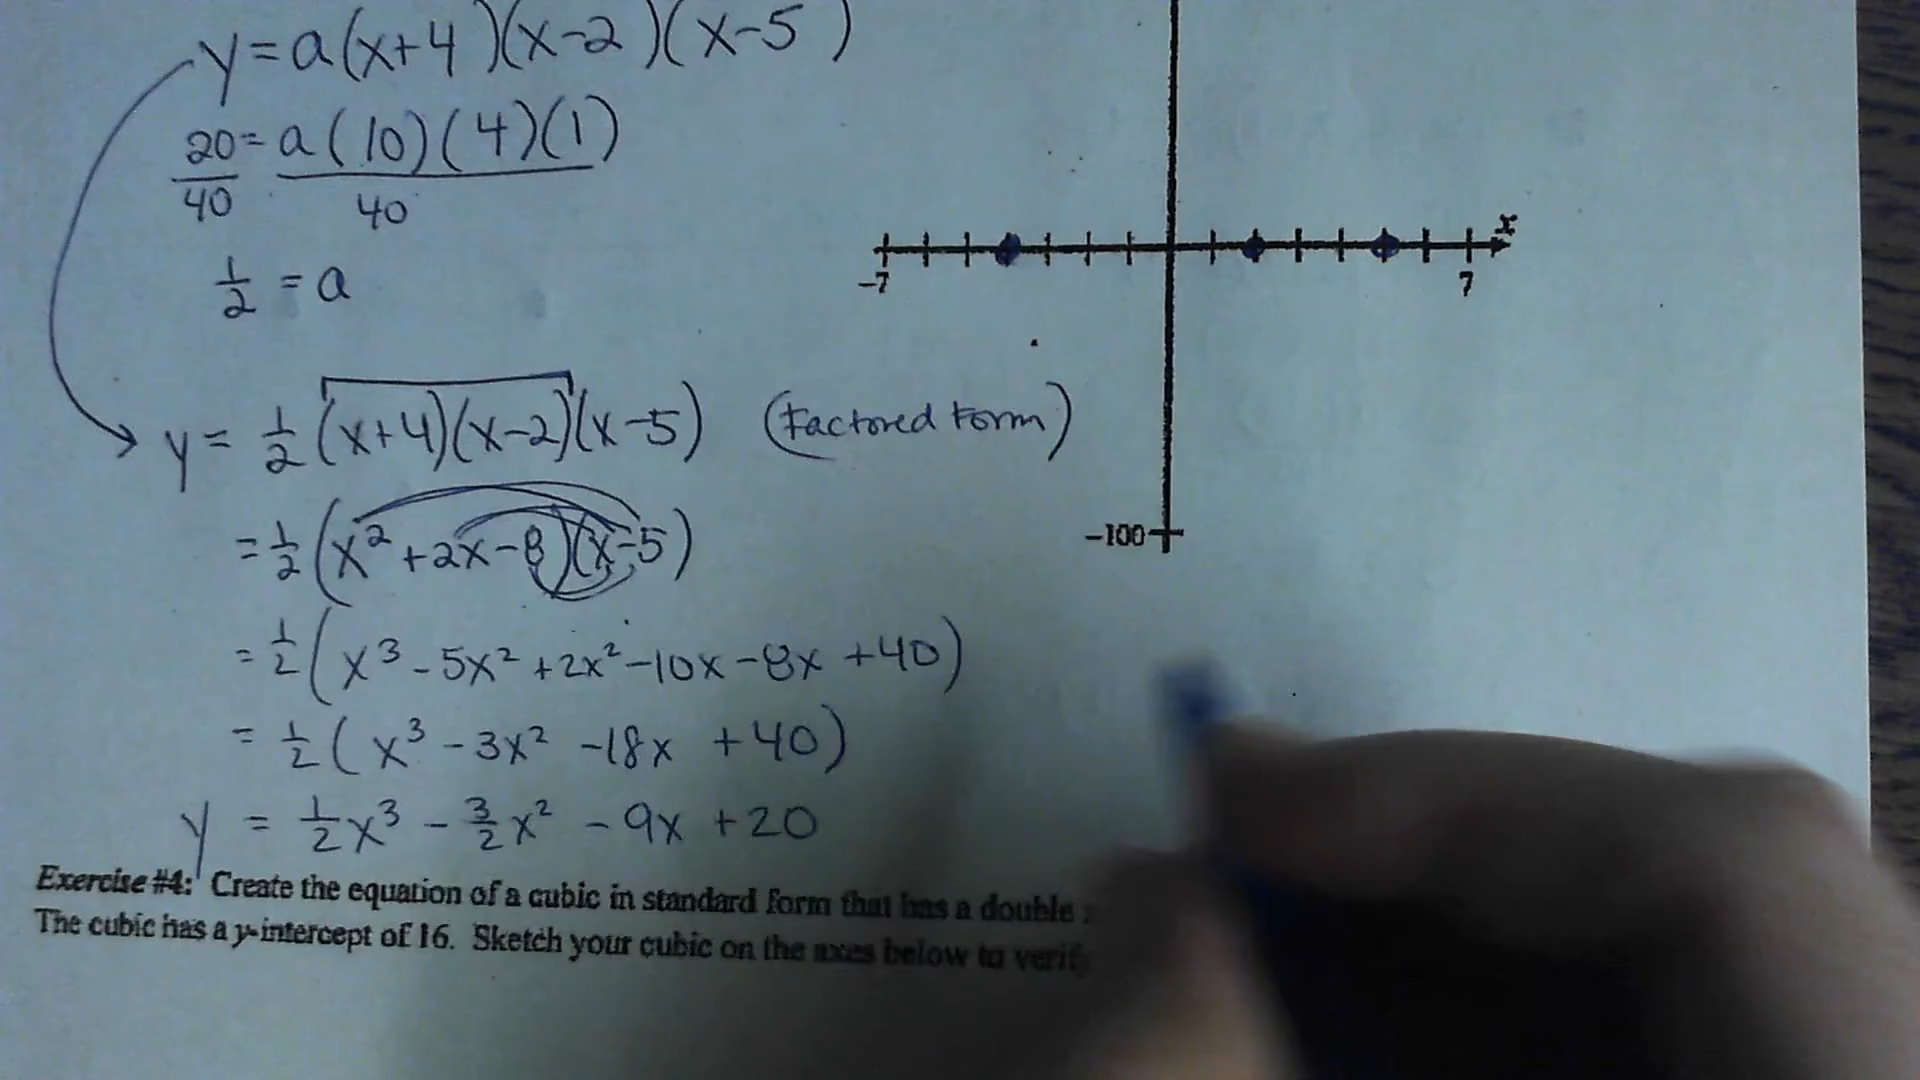 y = a(x+4)(x-2)(x-5)
20 = a(10)(4)(1)
40 40
1/2 = a
x
-7 7
y = 1/2(x+4)(x-2)(x-5) (Factored Form)
= 1/2(x² +2x-8)(x-5)
-100
= 1/2(x³ - 5x² +2x² -10x -8x +40)
= 1/2(x³ - 3x² -18x +40)
y = 1/2x³ - 3/2x² - 9x +20
Exercise #4: Create the equation of a cubic in standard form that has a double
The cubic has a y-intercept of 16. Sketch your cubic on the axes below to verify